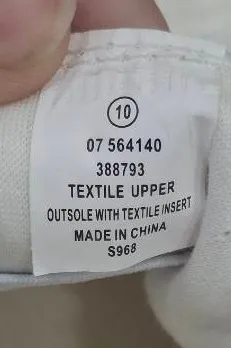 10
07 564140
388793
TEXTILE UPPER
OUTSOLE WITH TEXTILE INSERT
MADE IN CHINA
S968